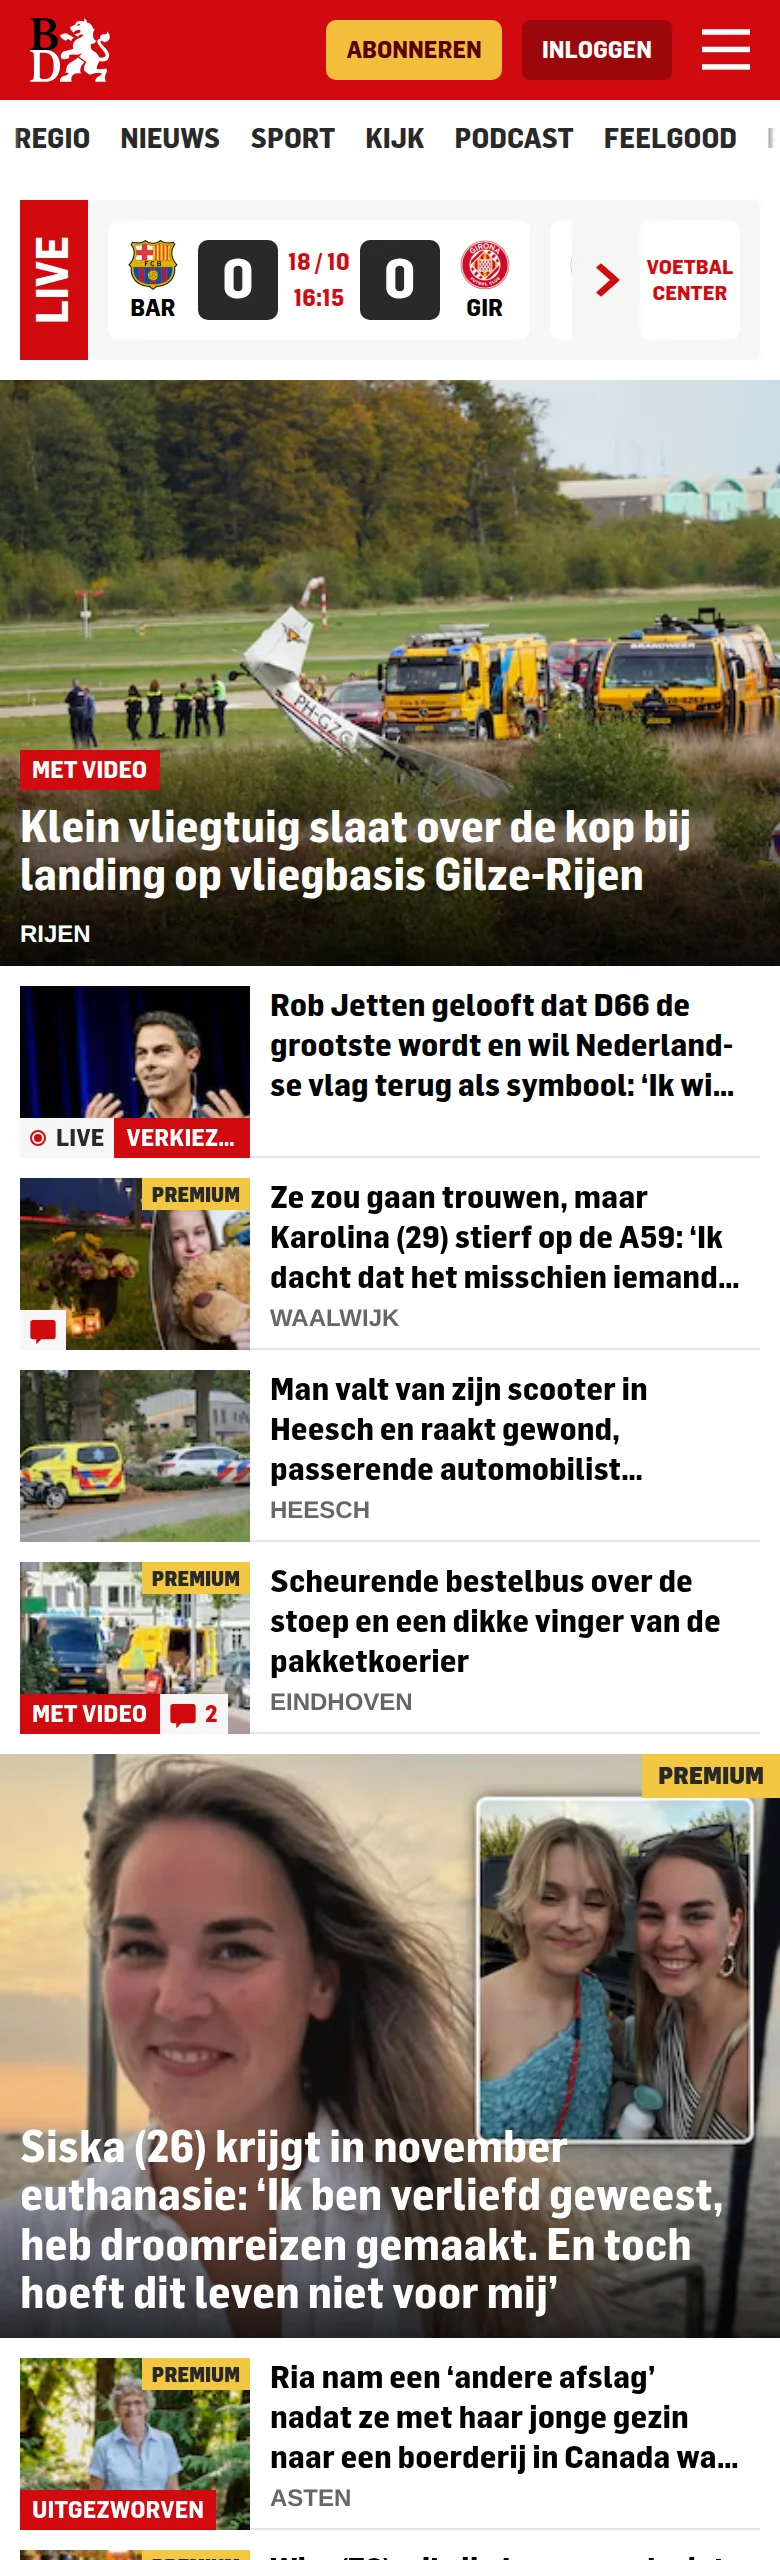 BD
ABONNEREN INLOGGEN
REGIO NIEUWS SPORT KIJK PODCAST FEELGOOD
LIVE
BAR 0 18 / 10 16:15 0 GIR
VOETBAL
CENTER
BRANDWEER
PH-GZG
MET VIDEO
Klein vliegtuig slaat over de kop bij
landing op vliegbasis Gilze-Rijen
RIJEN
Rob Jetten gelooft dat D66 de
grootste wordt en wil Nederland-
se vlag terug als symbool: ‘Ik wi...
LIVE VERKIEZ...
PREMIUM
Ze zou gaan trouwen, maar
Karolina (29) stierf op de A59: ‘Ik
dacht dat het misschien iemand...
WAALWIJK
Man valt van zijn scooter in
Heesch en raakt gewond,
passerende automobilist...
HEESCH
PREMIUM
Scheurende bestelbus over de
stoep en een dikke vinger van de
pakketkoerier
EINDHOVEN
MET VIDEO 2
PREMIUM
Siska (26) krijgt in november
euthanasie: ‘Ik ben verliefd geweest,
heb droomreizen gemaakt. En toch
hoeft dit leven niet voor mij’
PREMIUM
Ria nam een ‘andere afslag’
nadat ze met haar jonge gezin
naar een boerderij in Canada wa...
ASTEN
UITGEZWORVEN
PREMIUM